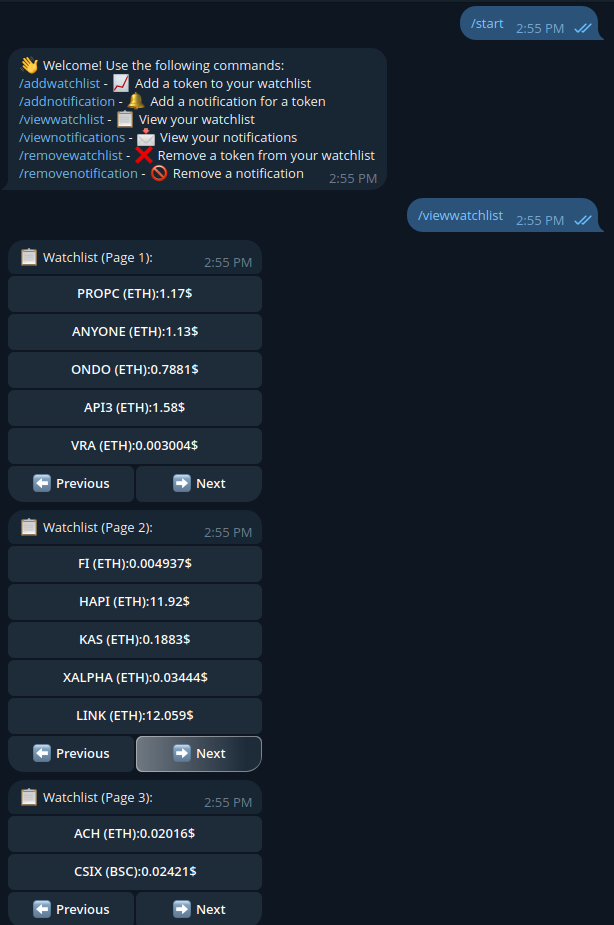 /start 2:55 PM
👋 Welcome! Use the following commands:
/addwatchlist - 📈 Add a token to your watchlist
/addnotification - 🔔 Add a notification for a token
/viewwatchlist - 📋 View your watchlist
/viewnotifications - 📩 View your notifications
/removewatchlist - ❌ Remove a token from your watchlist
/removenotification - 🚫 Remove a notification 2:55 PM
/viewwatchlist 2:55 PM
📋 Watchlist (Page 1): 2:55 PM
PROPC (ETH):1.17$
ANYONE (ETH):1.13$
ONDO (ETH):0.7881$
API3 (ETH):1.58$
VRA (ETH):0.003004$
⬅️ Previous ➡️ Next
📋 Watchlist (Page 2): 2:55 PM
FI (ETH):0.004937$
HAPI (ETH):11.92$
KAS (ETH):0.1883$
XALPHA (ETH):0.03444$
LINK (ETH):12.059$
⬅️ Previous ➡️ Next
📋 Watchlist (Page 3): 2:55 PM
ACH (ETH):0.02016$
CSIX (BSC):0.02421$
⬅️ Previous ➡️ Next